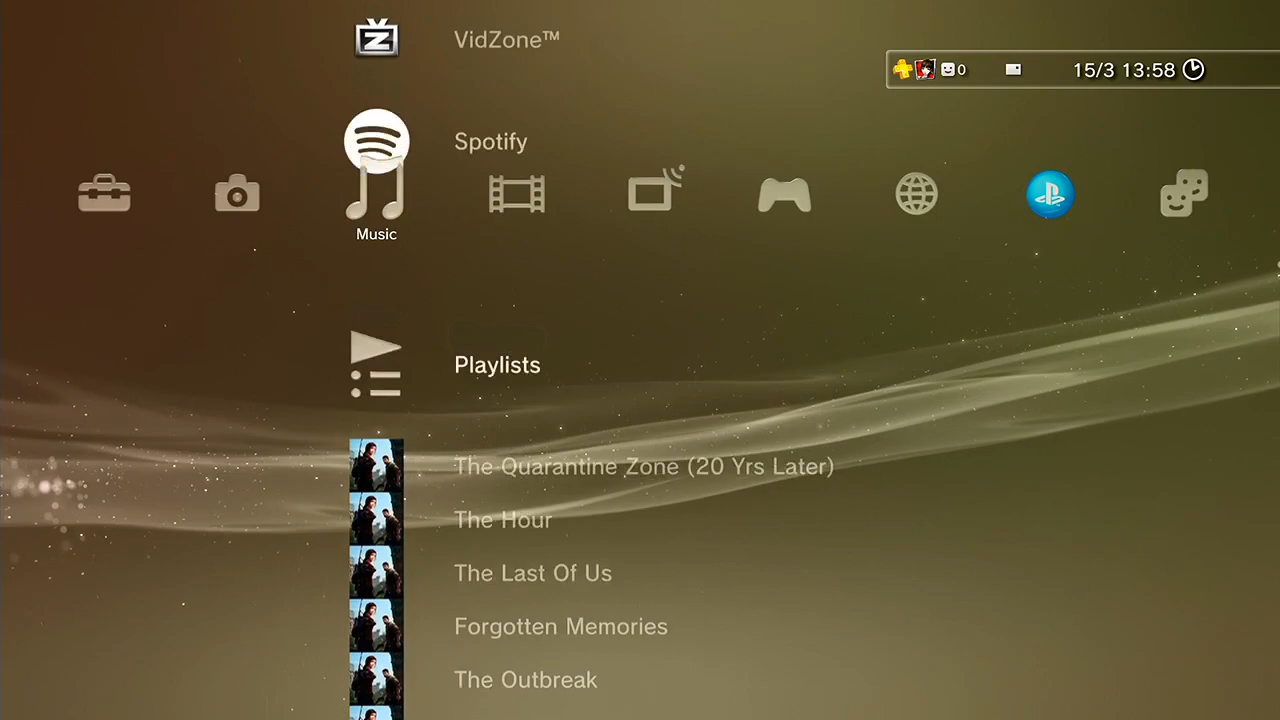 VidZone™
0
15/3 13:58
Spotify
Music
Playlists
The Quarantine Zone (20 Yrs Later)
The Hour
The Last Of Us
Forgotten Memories
The Outbreak